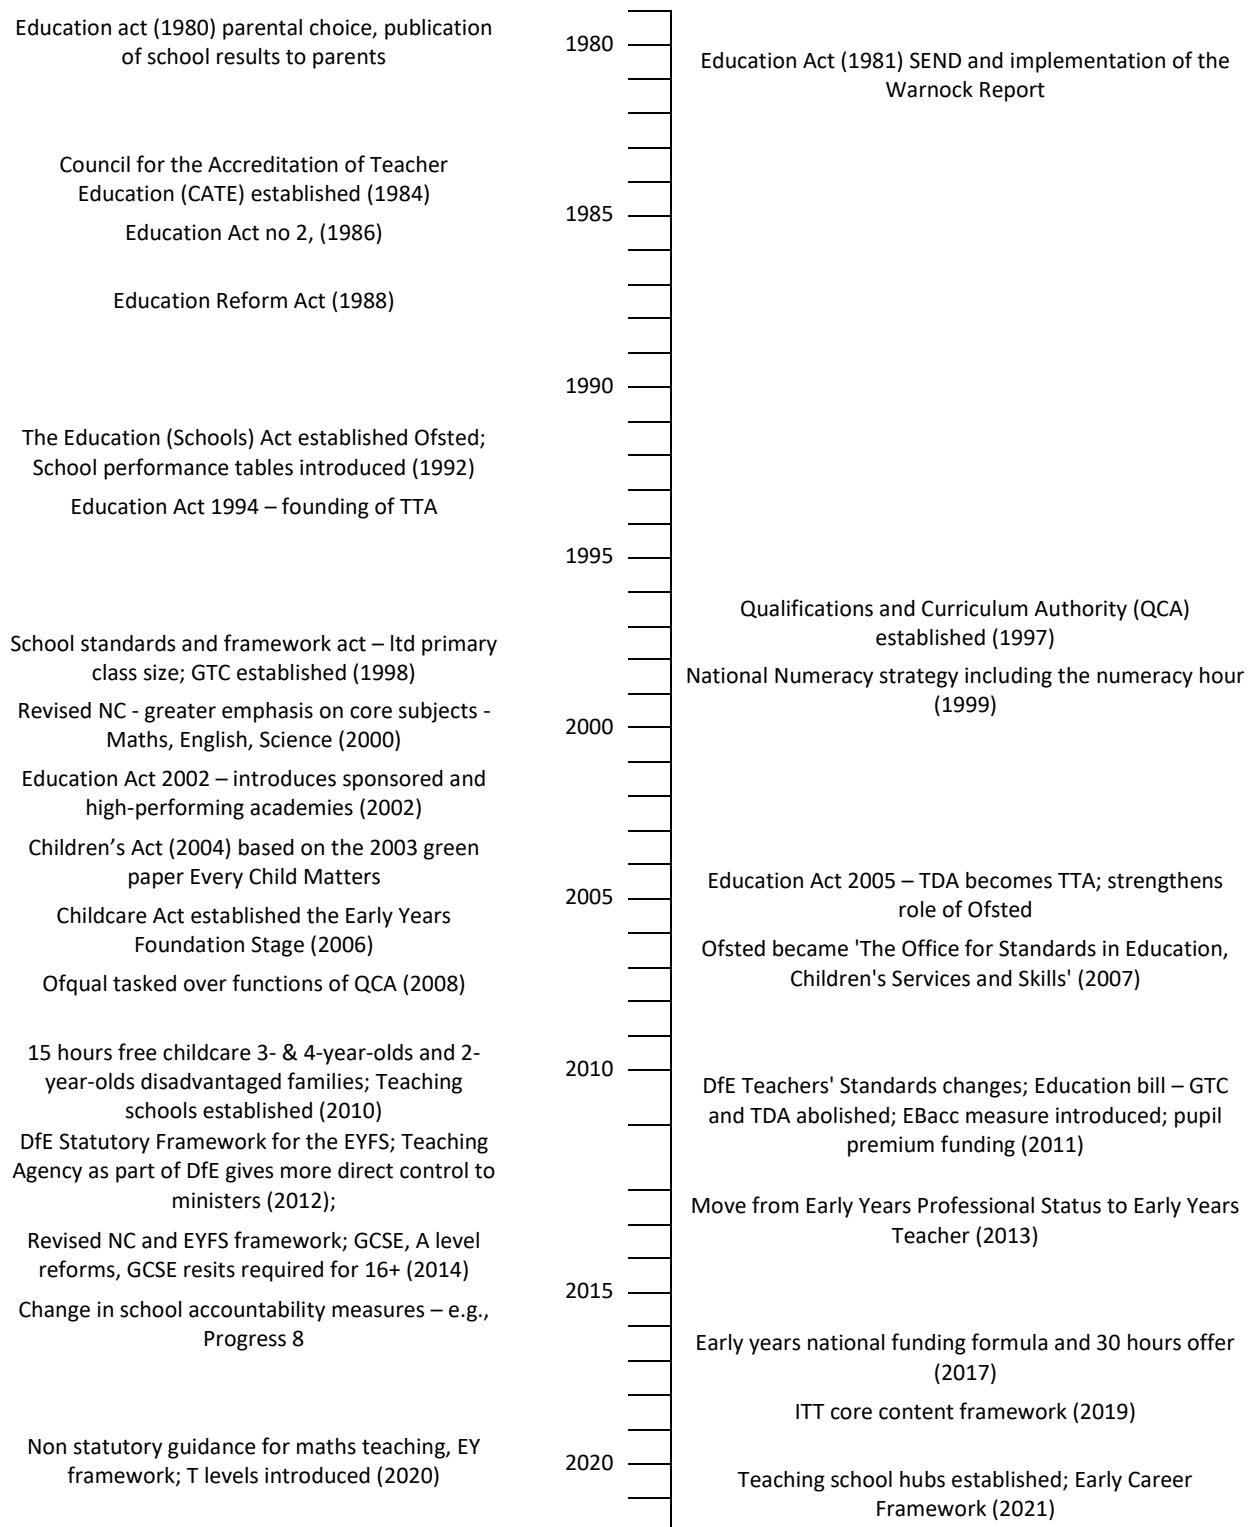 Education act (1980) parental choice, publication
of school results to parents
1980
Education Act (1981) SEND and implementation of the
Warnock Report
Council for the Accreditation of Teacher
Education (CATE) established (1984)
1985
Education Act no 2, (1986)
Education Reform Act (1988)
1990
The Education (Schools) Act established Ofsted;
School performance tables introduced (1992)
Education Act 1994 – founding of TTA
1995
Qualifications and Curriculum Authority (QCA)
established (1997)
School standards and framework act – ltd primary
class size; GTC established (1998)
National Numeracy strategy including the numeracy hour
(1999)
Revised NC - greater emphasis on core subjects -
Maths, English, Science (2000)
2000
Education Act 2002 – introduces sponsored and
high-performing academies (2002)
Children’s Act (2004) based on the 2003 green
paper Every Child Matters
Education Act 2005 – TDA becomes TTA; strengthens
role of Ofsted
2005
Childcare Act established the Early Years
Foundation Stage (2006)
Ofsted became 'The Office for Standards in Education,
Children's Services and Skills' (2007)
Ofqual tasked over functions of QCA (2008)
15 hours free childcare 3- & 4-year-olds and 2-
year-olds disadvantaged families; Teaching
schools established (2010)
2010
DfE Teachers' Standards changes; Education bill – GTC
and TDA abolished; EBacc measure introduced; pupil
premium funding (2011)
DfE Statutory Framework for the EYFS; Teaching
Agency as part of DfE gives more direct control to
ministers (2012);
Move from Early Years Professional Status to Early Years
Teacher (2013)
Revised NC and EYFS framework; GCSE, A level
reforms, GCSE resits required for 16+ (2014)
2015
Change in school accountability measures – e.g.,
Progress 8
Early years national funding formula and 30 hours offer
(2017)
ITT core content framework (2019)
Non statutory guidance for maths teaching, EY
framework; T levels introduced (2020)
2020
Teaching school hubs established; Early Career
Framework (2021)